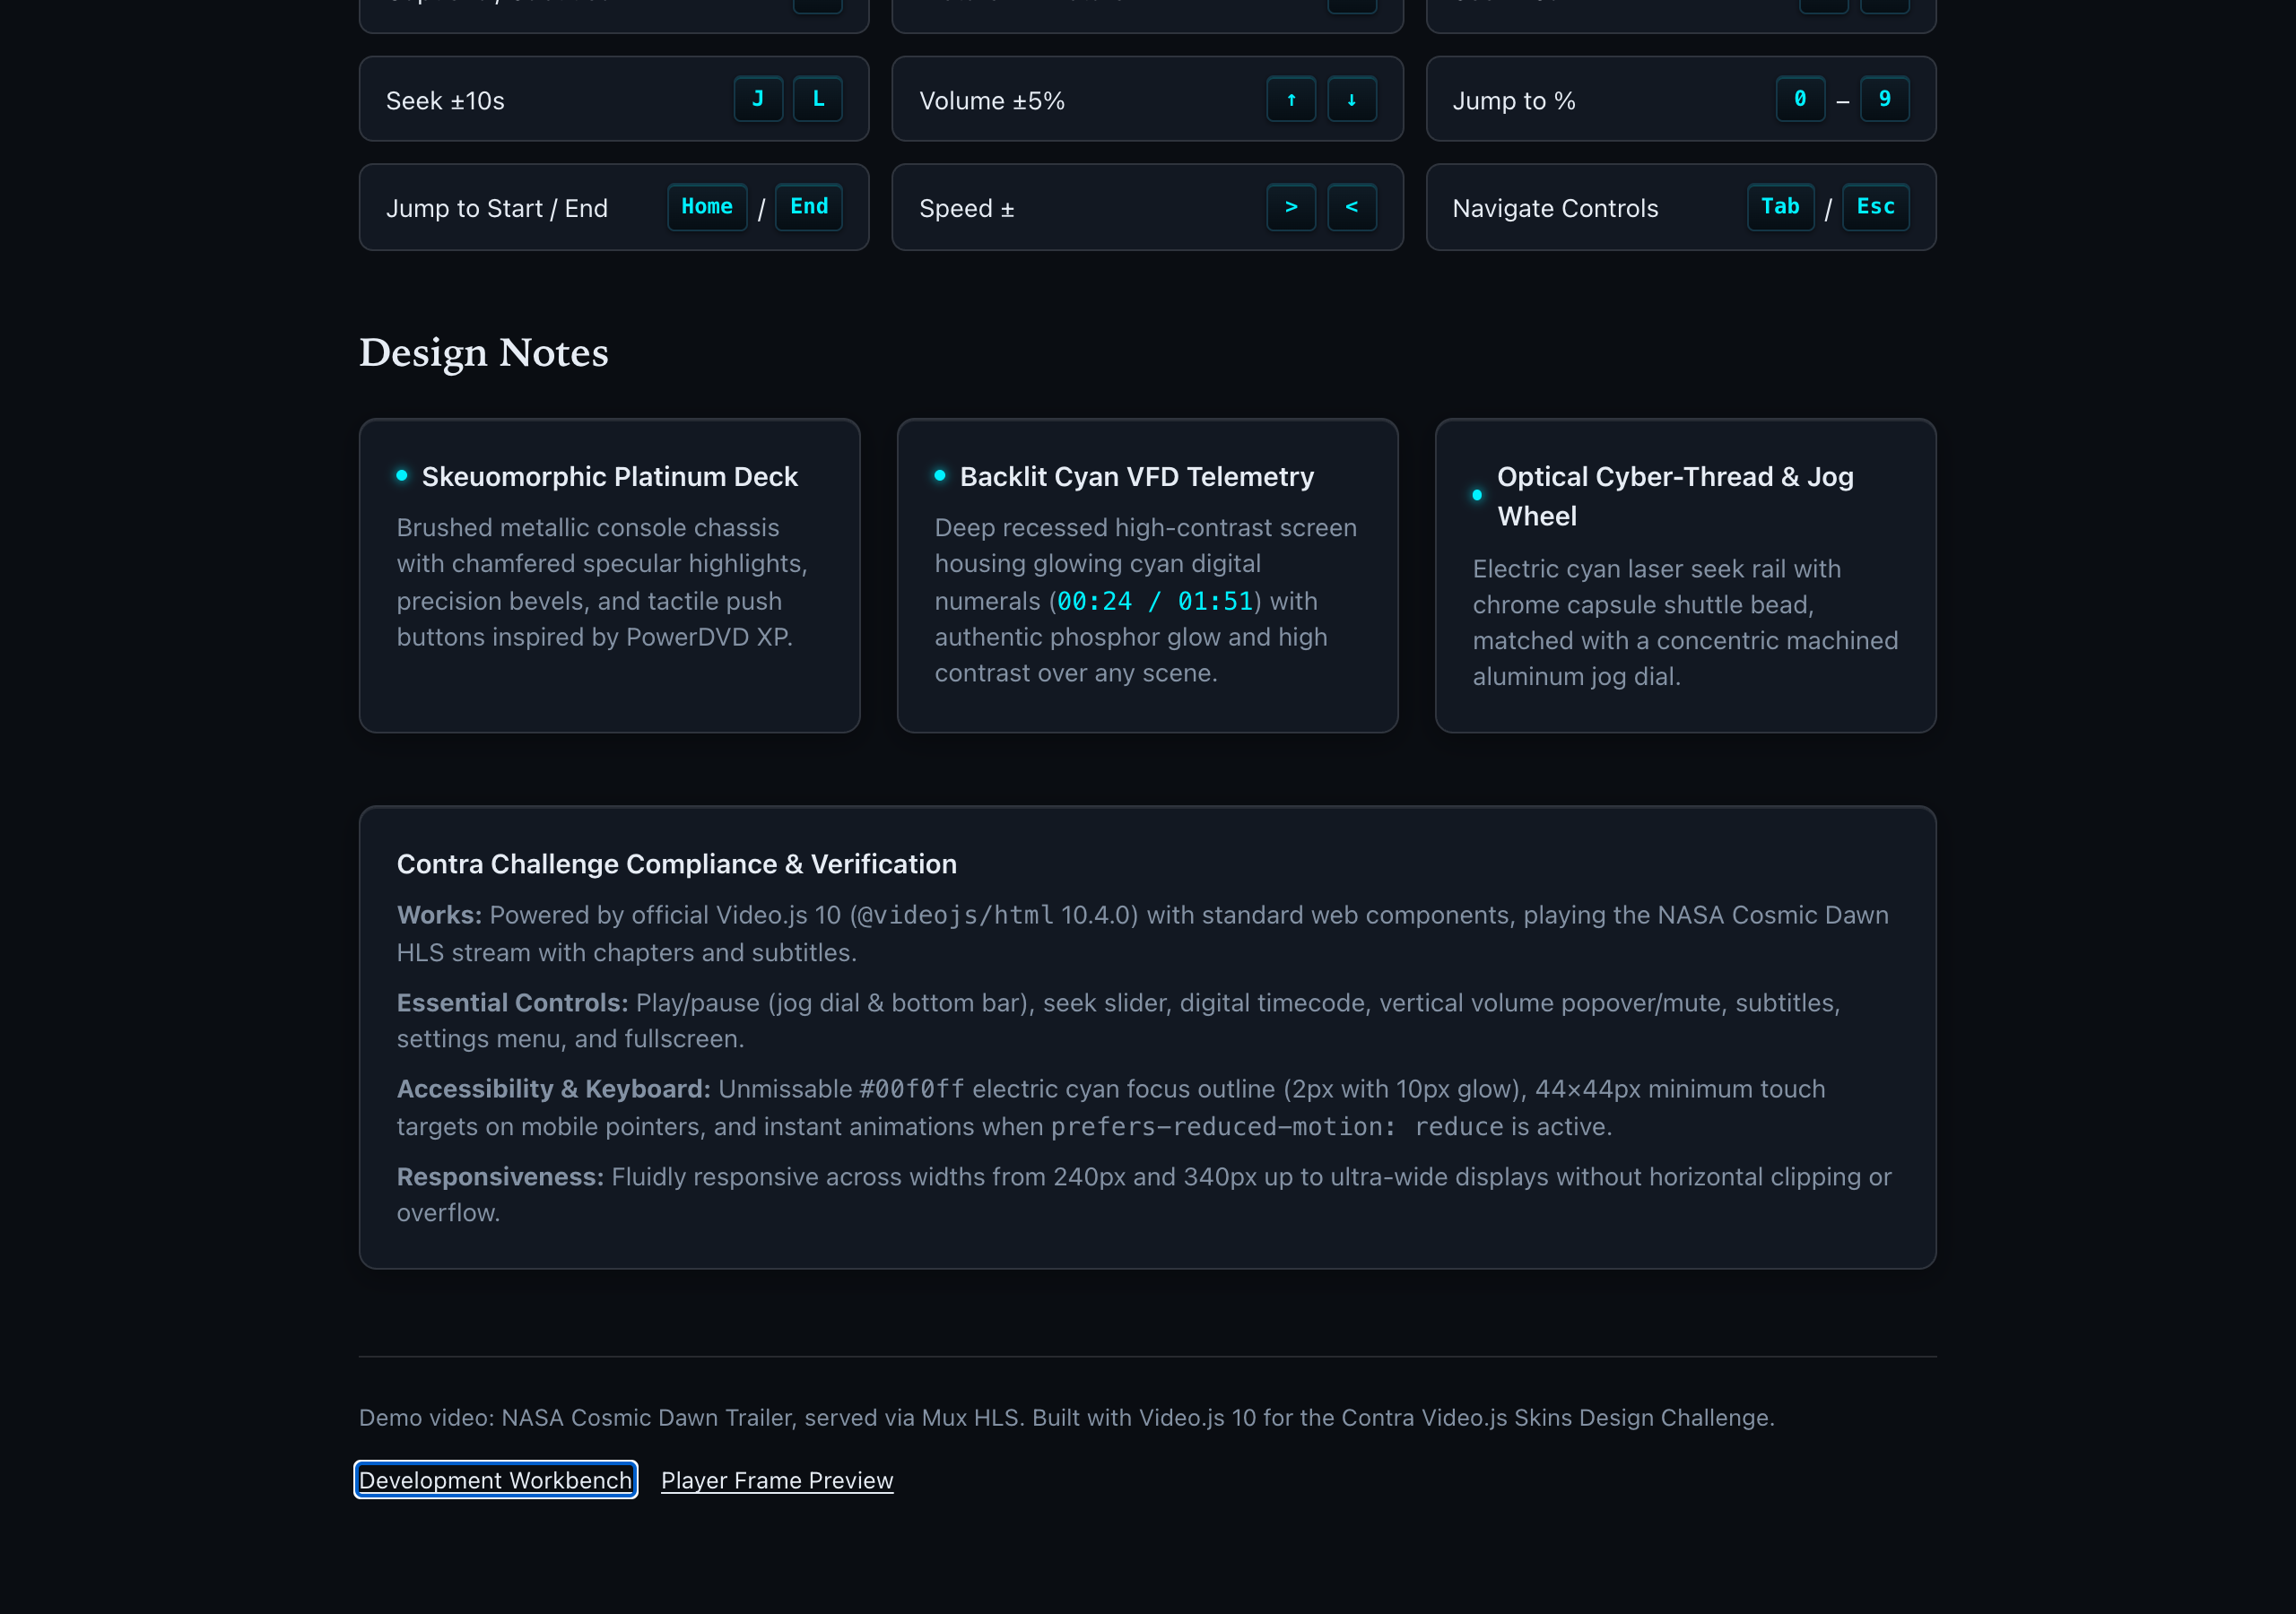 Seek ±10s J L
Volume ±5% ↑ ↓
Jump to % 0 – 9
Jump to Start / End Home / End
Speed ± > <
Navigate Controls Tab / Esc
Design Notes
Skeuomorphic Platinum Deck
Brushed metallic console chassis
with chamfered specular highlights,
precision bevels, and tactile push
buttons inspired by PowerDVD XP.
Backlit Cyan VFD Telemetry
Deep recessed high-contrast screen
housing glowing cyan digital
numerals (00:24 / 01:51) with
authentic phosphor glow and high
contrast over any scene.
Optical Cyber-Thread & Jog
Wheel
Electric cyan laser seek rail with
chrome capsule shuttle bead,
matched with a concentric machined
aluminum jog dial.
Contra Challenge Compliance & Verification
Works: Powered by official Video.js 10 (@videojs/html 10.4.0) with standard web components, playing the NASA Cosmic Dawn
HLS stream with chapters and subtitles.
Essential Controls: Play/pause (jog dial & bottom bar), seek slider, digital timecode, vertical volume popover/mute, subtitles,
settings menu, and fullscreen.
Accessibility & Keyboard: Unmissable #00f0ff electric cyan focus outline (2px with 10px glow), 44×44px minimum touch
targets on mobile pointers, and instant animations when prefers-reduced-motion: reduce is active.
Responsiveness: Fluidly responsive across widths from 240px and 340px up to ultra-wide displays without horizontal clipping or
overflow.
Demo video: NASA Cosmic Dawn Trailer, served via Mux HLS. Built with Video.js 10 for the Contra Video.js Skins Design Challenge.
Development Workbench Player Frame Preview